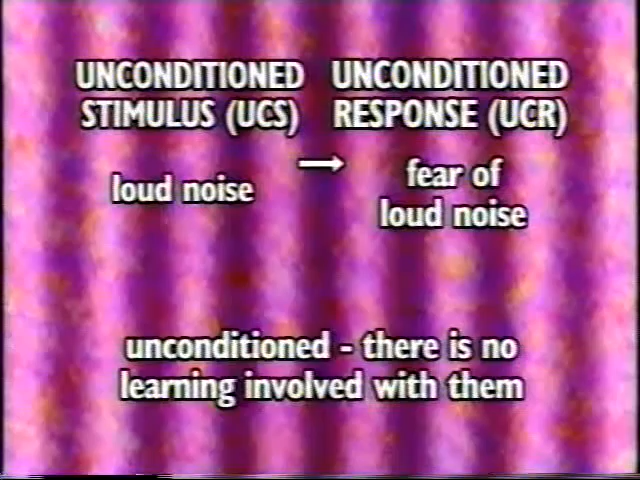 UNCONDITIONED
STIMULUS (UCS)
UNCONDITIONED
RESPONSE (UCR)
loud noise
fear of
loud noise
unconditioned - there is no
learning involved with them